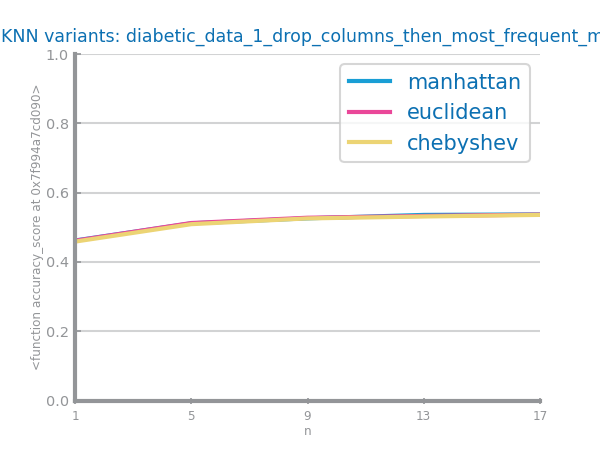 KNN variants: diabetic_data_1_drop_columns_then_most_frequent_m
<function accuracy_score at 0x7f994a7cd090>
1.0
0.8
0.6
0.4
0.2
0.0
manhattan
euclidean
chebyshev
1 5 9 13 17
n